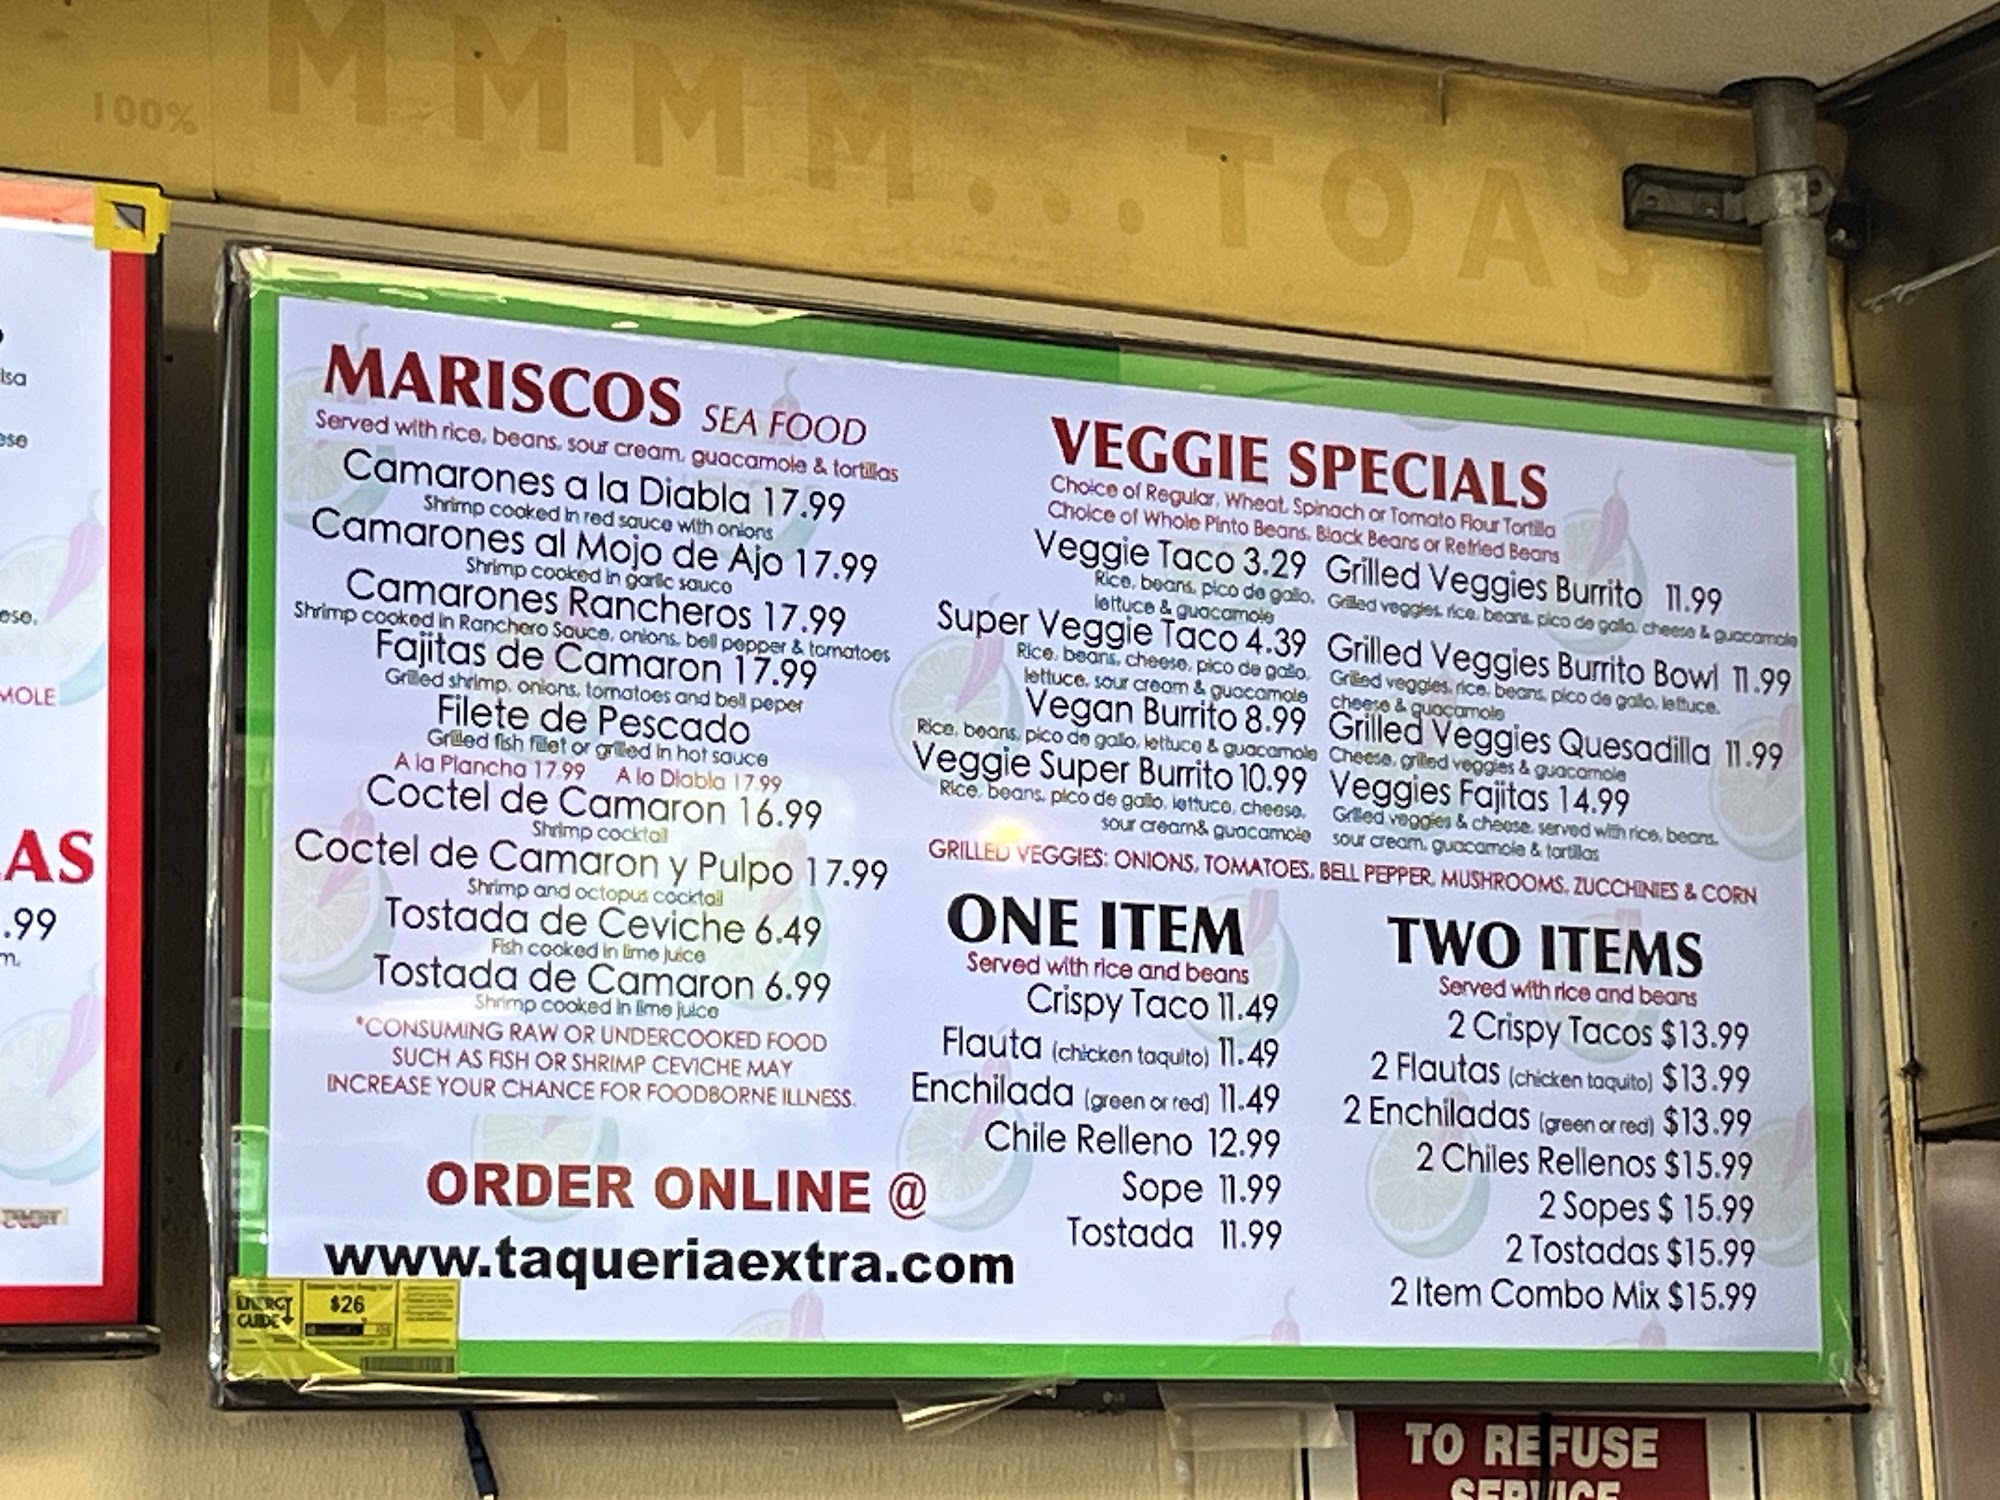 100%
MMMM...TOAS
lsa
ese
ese,
MOLE
AS
.99
m,
MARISCOS SEA FOOD
Served with rice, beans, sour cream, guacamole & tortillas
Camarones a la Diabla 17.99
Shrimp cooked in red sauce with onions
Camarones al Mojo de Ajo 17.99
Shrimp cooked in garlic sauce
Camarones Rancheros 17.99
Shrimp cooked in Ranchero Sauce, onions, bell pepper & tomatoes
Fajitas de Camaron 17.99
Grilled shrimp, onions, tomatoes and bell peper
Filete de Pescado
Grilled fish fillet or grilled in hot sauce
A la Plancha 17.99 A la Diabla 17.99
Coctel de Camaron 16.99
Shrimp cocktail
Coctel de Camaron y Pulpo 17.99
Shrimp and octopus cocktail
Tostada de Ceviche 6.49
Fish cooked in lime juice
Tostada de Camaron 6.99
Shrimp cooked in lime juice
*CONSUMING RAW OR UNDERCOOKED FOOD
SUCH AS FISH OR SHRIMP CEVICHE MAY
INCREASE YOUR CHANCE FOR FOODBORNE ILLNESS.
ORDER ONLINE @
www.taqueriaextra.com
VEGGIE SPECIALS
Choice of Regular, Wheat, Spinach or Tomato Flour Tortilla
Choice of Whole Pinto Beans, Black Beans or Refried Beans
Veggie Taco 3.29
Rice, beans, pico de gallo,
lettuce & guacamole
Super Veggie Taco 4.39
Rice, beans, cheese, pico de gallo,
lettuce, sour cream & guacamole
Vegan Burrito 8.99
Rice, beans, pico de gallo, lettuce & guacamole
Veggie Super Burrito 10.99
Rice, beans, pico de gallo, lettuce, cheese,
sour cream& guacamole
Grilled Veggies Burrito 11.99
Grilled veggies, rice, beans, pico de gallo, cheese & guacamole
Grilled Veggies Burrito Bowl 11.99
Grilled veggies, rice, beans, pico de gallo, lettuce,
cheese & guacamole
Grilled Veggies Quesadilla 11.99
Cheese, grilled veggies & guacamole
Veggies Fajitas 14.99
Grilled veggies & cheese, served with rice, beans,
sour cream, guacamole & tortillas
GRILLED VEGGIES: ONIONS, TOMATOES, BELL PEPPER, MUSHROOMS, ZUCCHINIES & CORN
ONE ITEM
Served with rice and beans
Crispy Taco 11.49
Flauta (chicken taquito) 11.49
Enchilada (green or red) 11.49
Chile Relleno 12.99
Sope 11.99
Tostada 11.99
TWO ITEMS
Served with rice and beans
2 Crispy Tacos $13.99
2 Flautas (chicken taquito) $13.99
2 Enchiladas (green or red) $13.99
2 Chiles Rellenos $15.99
2 Sopes $ 15.99
2 Tostadas $15.99
2 Item Combo Mix $15.99
ENERGY
GUIDE
$26
TO REFUSE
SERVICE